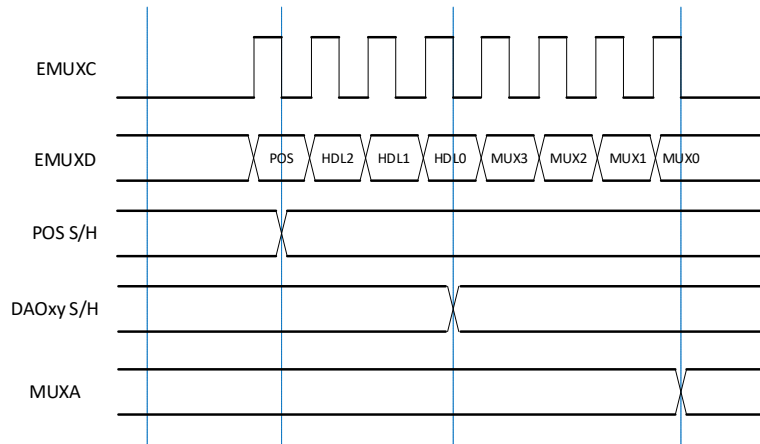 EMUXC
EMUXD
POS HDL2 HDL1 HDL0 MUX3 MUX2 MUX1 MUX0
POS S/H
DAOxy S/H
MUXA